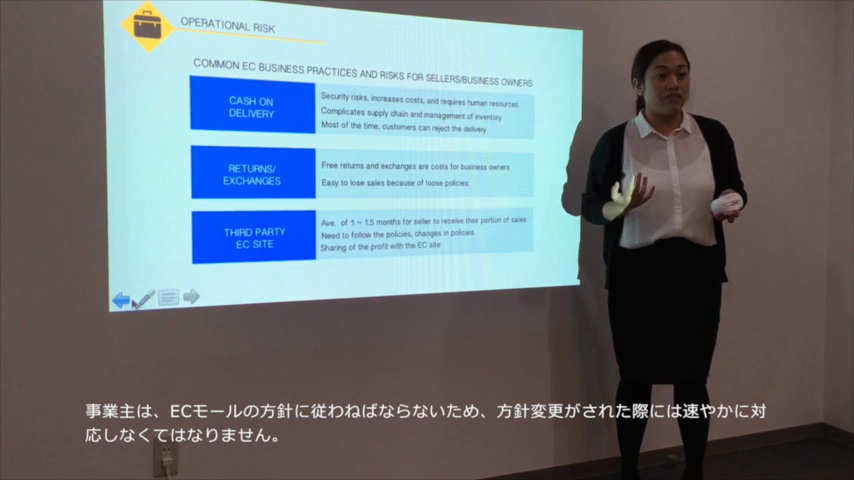 OPERATIONAL RISK
COMMON EC BUSINESS PRACTICES AND RISKS FOR SELLERS/BUSINESS OWNERS
CASH ON
DELIVERY
Security risks, increases costs, and requires human resources
Complicates supply chain and management of inventory
Most of the time, customers can reject the delivery
RETURNS/
EXCHANGES
Free returns and exchanges are costs for business owners
Easy to lose sales because of loose policies
THIRD PARTY
EC SITE
Ave. of 1 ~ 1.5 months for seller to receive their portion of sales
Need to follow the policies, changes in policies
Sharing of the profit with the EC site
事業主は、ECモールの方針に従わねばならないため、方針変更がされた際には速やかに対
応しなくてはなりません。